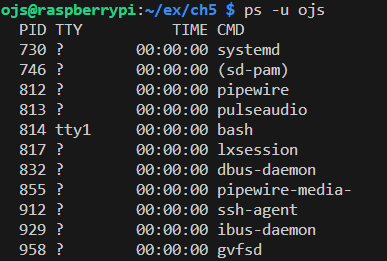 ojs@raspberrypi:~/ex/ch5 $ ps -u ojs
    PID TTY          TIME CMD
    730 ?        00:00:00 systemd
    746 ?        00:00:00 (sd-pam)
    812 ?        00:00:00 pipewire
    813 ?        00:00:00 pulseaudio
    814 tty1     00:00:00 bash
    817 ?        00:00:00 lxsession
    832 ?        00:00:00 dbus-daemon
    855 ?        00:00:00 pipewire-media-
    912 ?        00:00:00 ssh-agent
    929 ?        00:00:00 ibus-daemon
    958 ?        00:00:00 gvfsd